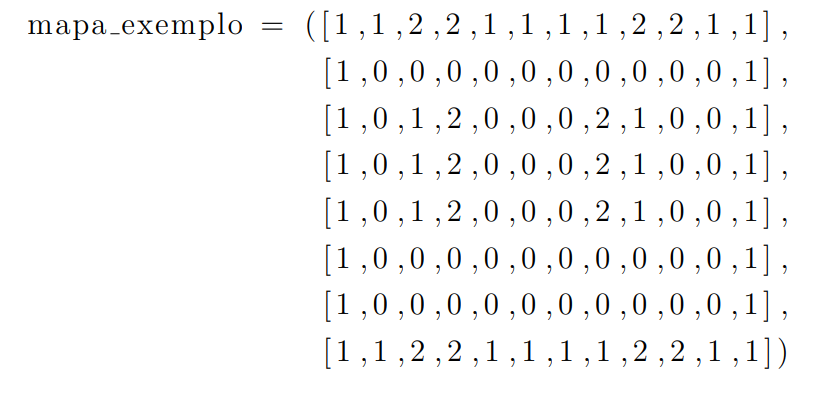 mapa_exemplo = ([1 ,1 ,2 ,2 ,1 ,1 ,1 ,1 ,2 ,2 ,1 ,1] ,
[1 ,0 ,0 ,0 ,0 ,0 ,0 ,0 ,0 ,0 ,0 ,1] ,
[1 ,0 ,1 ,2 ,0 ,0 ,0 ,2 ,1 ,0 ,0 ,1] ,
[1 ,0 ,1 ,2 ,0 ,0 ,0 ,2 ,1 ,0 ,0 ,1] ,
[1 ,0 ,1 ,2 ,0 ,0 ,0 ,2 ,1 ,0 ,0 ,1] ,
[1 ,0 ,0 ,0 ,0 ,0 ,0 ,0 ,0 ,0 ,0 ,1] ,
[1 ,0 ,0 ,0 ,0 ,0 ,0 ,0 ,0 ,0 ,0 ,1] ,
[1 ,1 ,2 ,2 ,1 ,1 ,1 ,1 ,2 ,2 ,1 ,1])